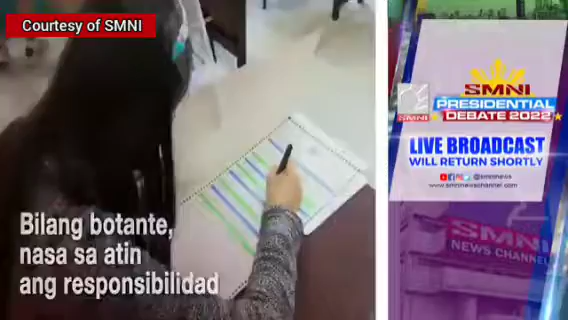 Courtesy of SMNI
Bilang botante,
nasa sa atin
ang responsibilidad
SMNI
SMNI
PRESIDENTIAL
DEBATE 2022
LIVE BROADCAST
WILL RETURN SHORTLY
@smninews
www.smninewschannel.com
SMNI
NEWS CHANNEL